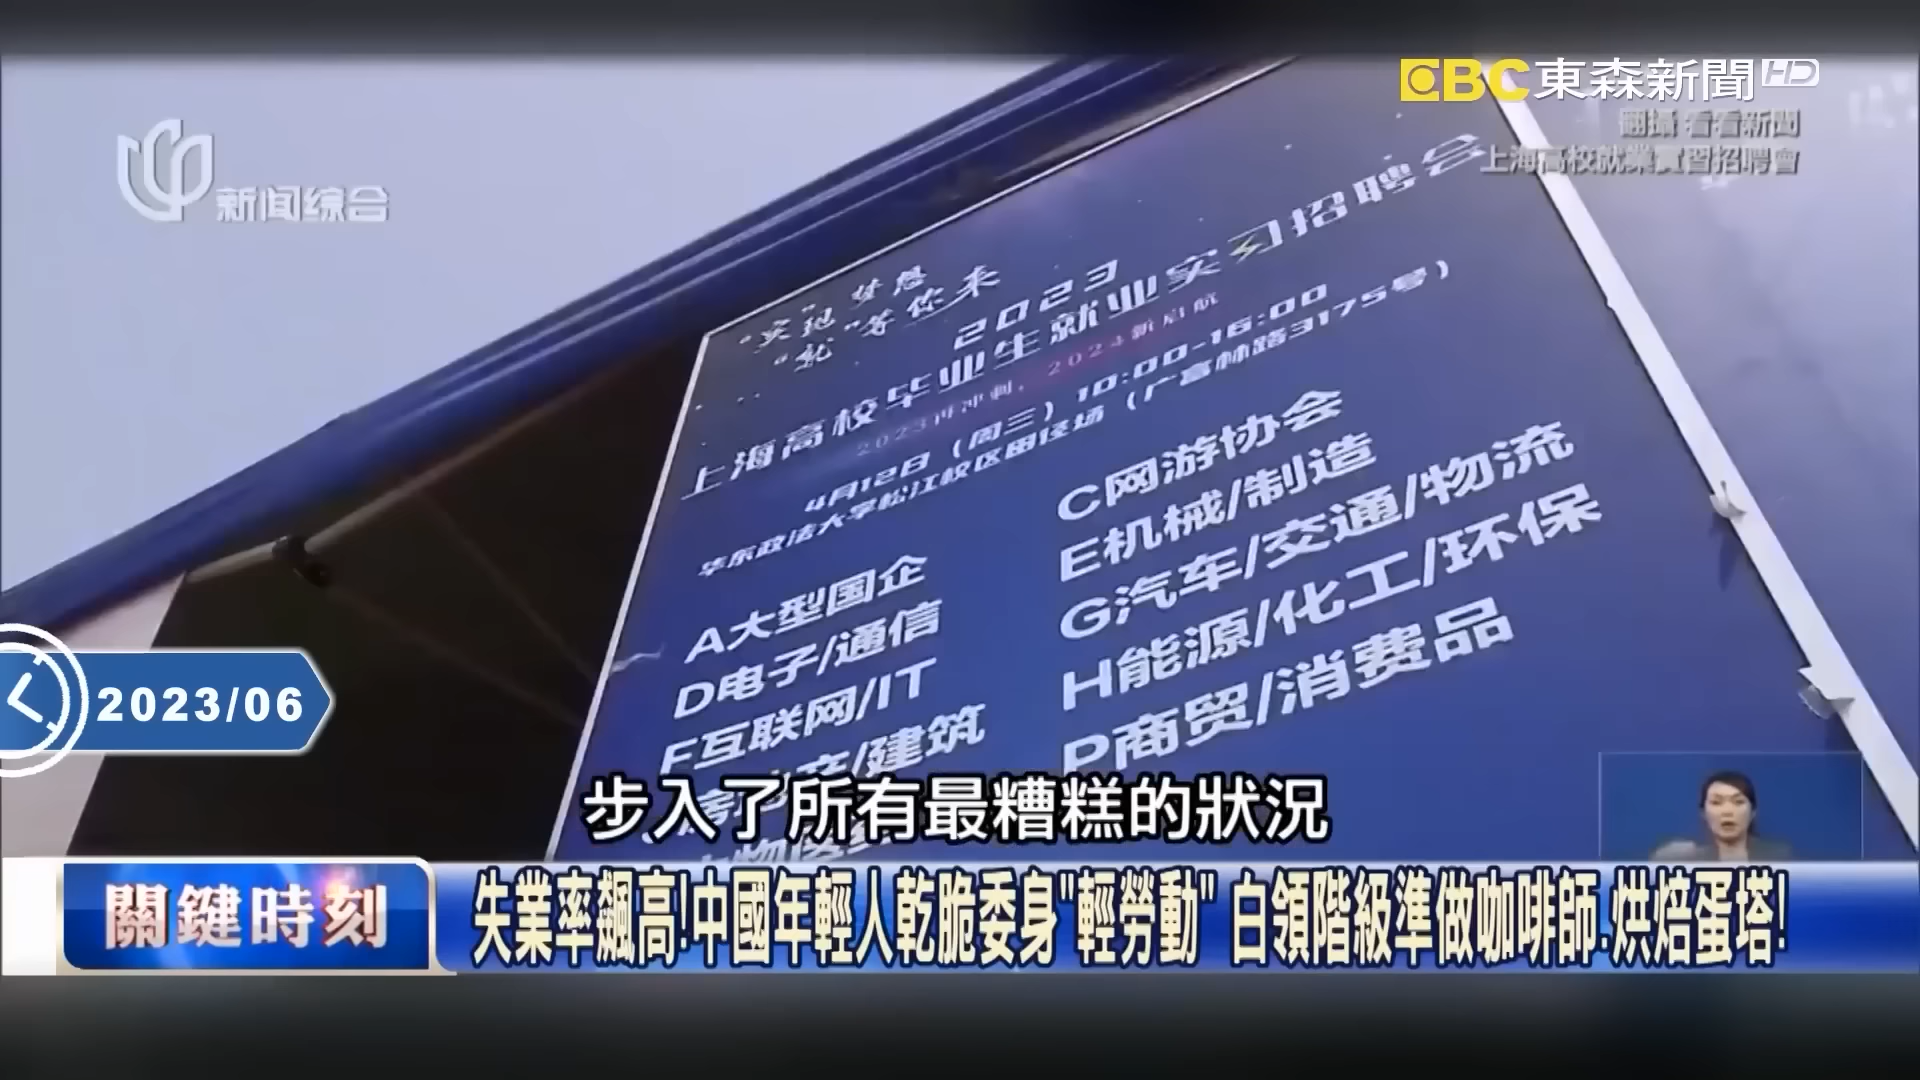 EBC東森新聞HD
翻攝 看看新聞
上海高校就業實習招聘會
新闻综合
"实现 梦想
"就"等你来
2023
上海高校毕业生就业实习招聘会
2023再冲刺，2024新启航
4月12日（周三）10:00-16:00
华东政法大学松江校区田径场（广富林路3175号）
A大型国企
C网游协会
D电子/通信
E机械/制造
F互联网/IT
G汽车/交通/物流
产/建筑
H能源/化工/环保
P商贸/消费品
2023/06
步入了所有最糟糕的狀況
關鍵時刻
失業率飆高!中國年輕人乾脆委身"輕勞動" 白領階級準做咖啡師.烘焙蛋塔!